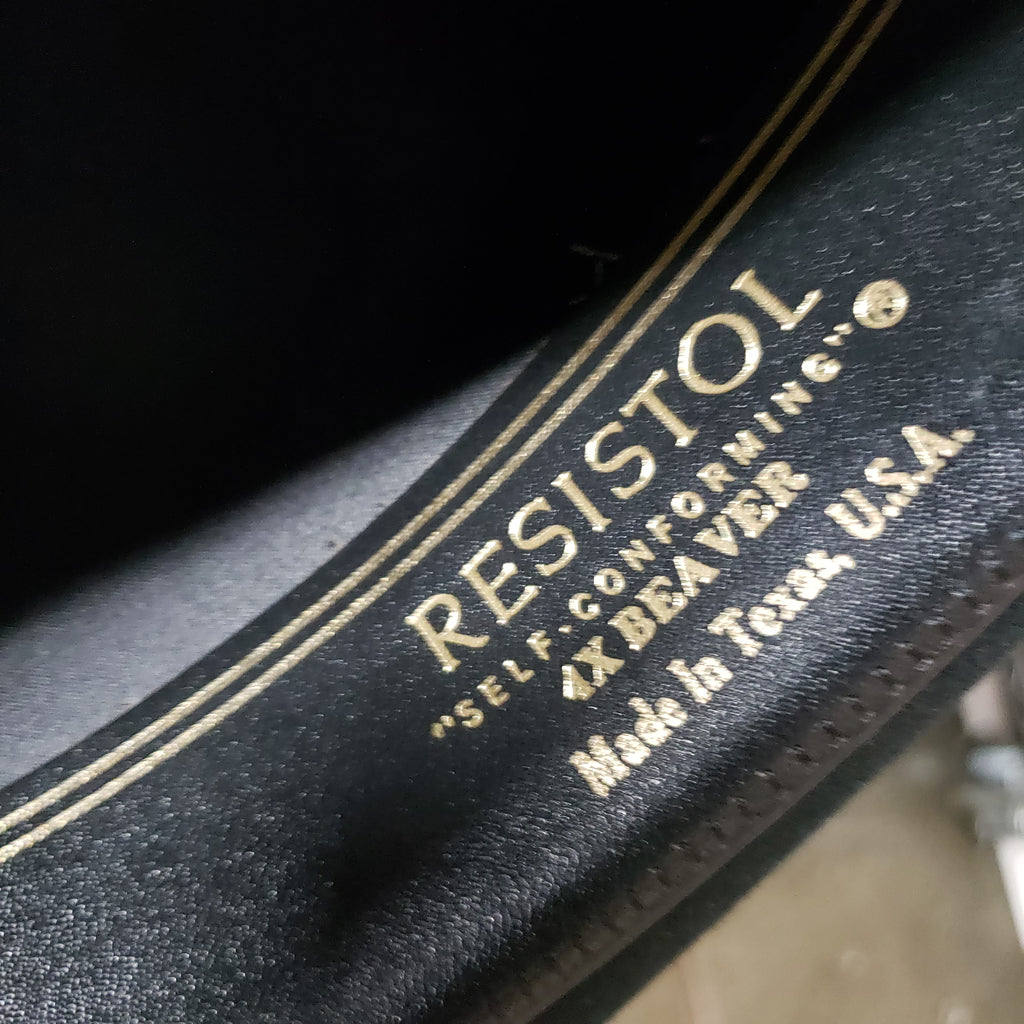 RESISTOL
"SELF-CONFORMING"®
4X BEAVER
Made In Texas, U.S.A.